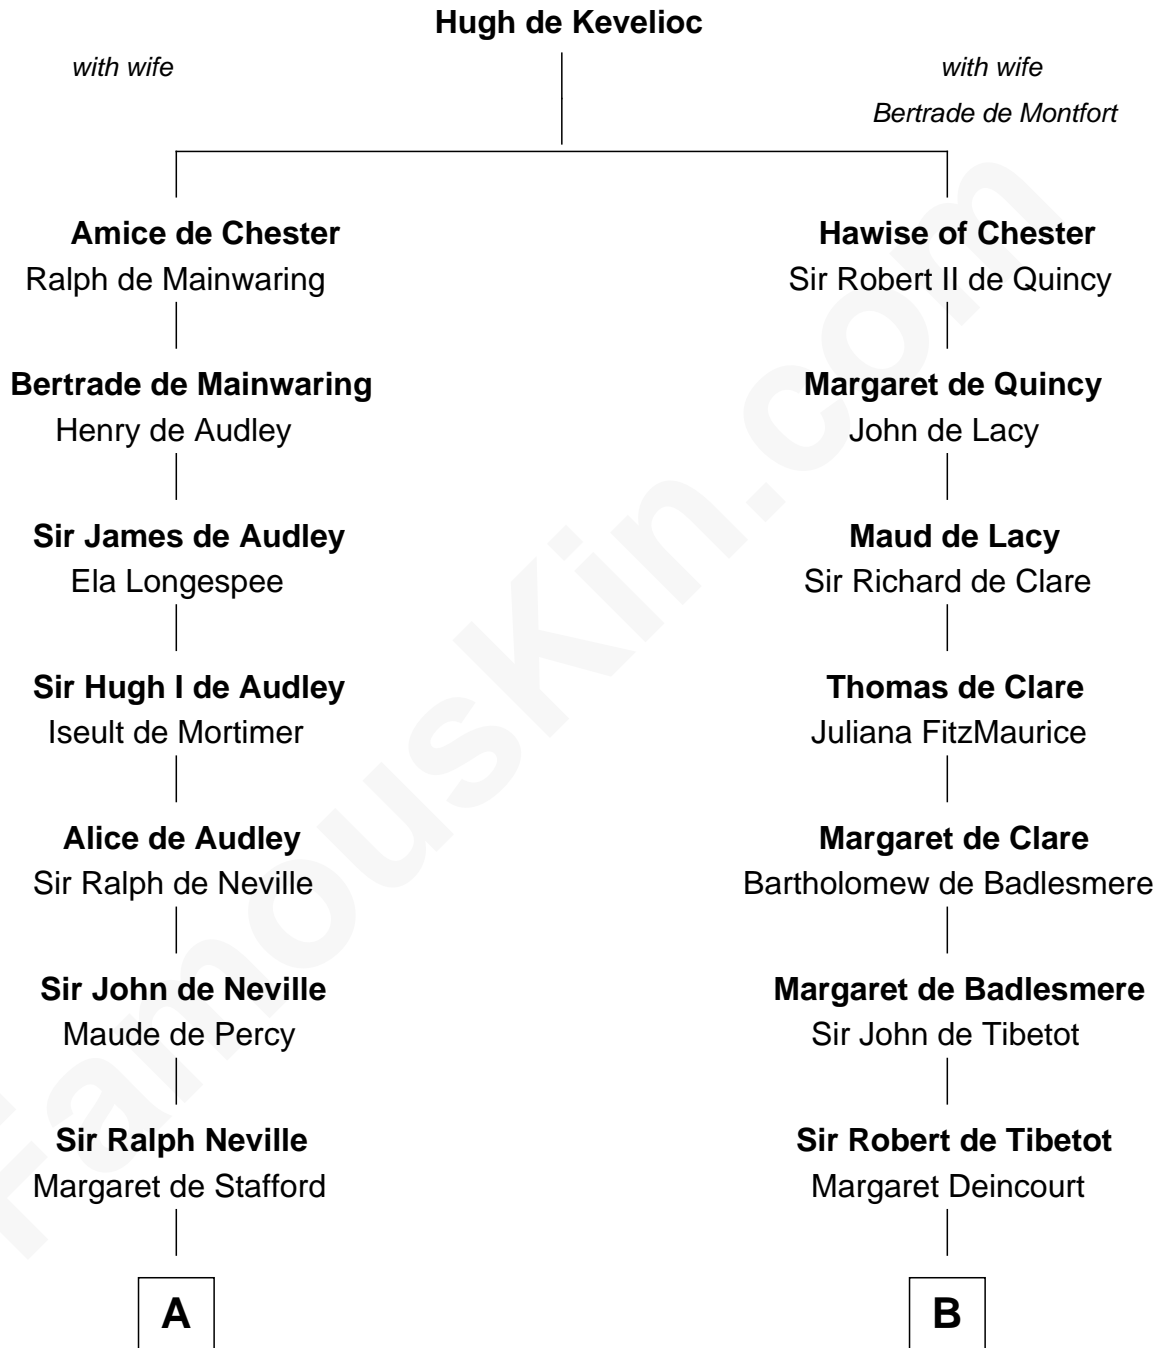 Hugh de Kevelioc
with wife
with wife
Bertrade de Montfort
Amice de Chester
Ralph de Mainwaring
Hawise of Chester
Sir Robert II de Quincy
Bertrade de Mainwaring
Henry de Audley
Margaret de Quincy
John de Lacy
Sir James de Audley
Ela Longespee
Maud de Lacy
Sir Richard de Clare
Sir Hugh I de Audley
Iseult de Mortimer
Thomas de Clare
Juliana FitzMaurice
Alice de Audley
Sir Ralph de Neville
Margaret de Clare
Bartholomew de Badlesmere
Sir John de Neville
Maude de Percy
Margaret de Badlesmere
Sir John de Tibetot
Sir Ralph Neville
Margaret de Stafford
Sir Robert de Tibetot
Margaret Deincourt
A
B
FamousKin.com